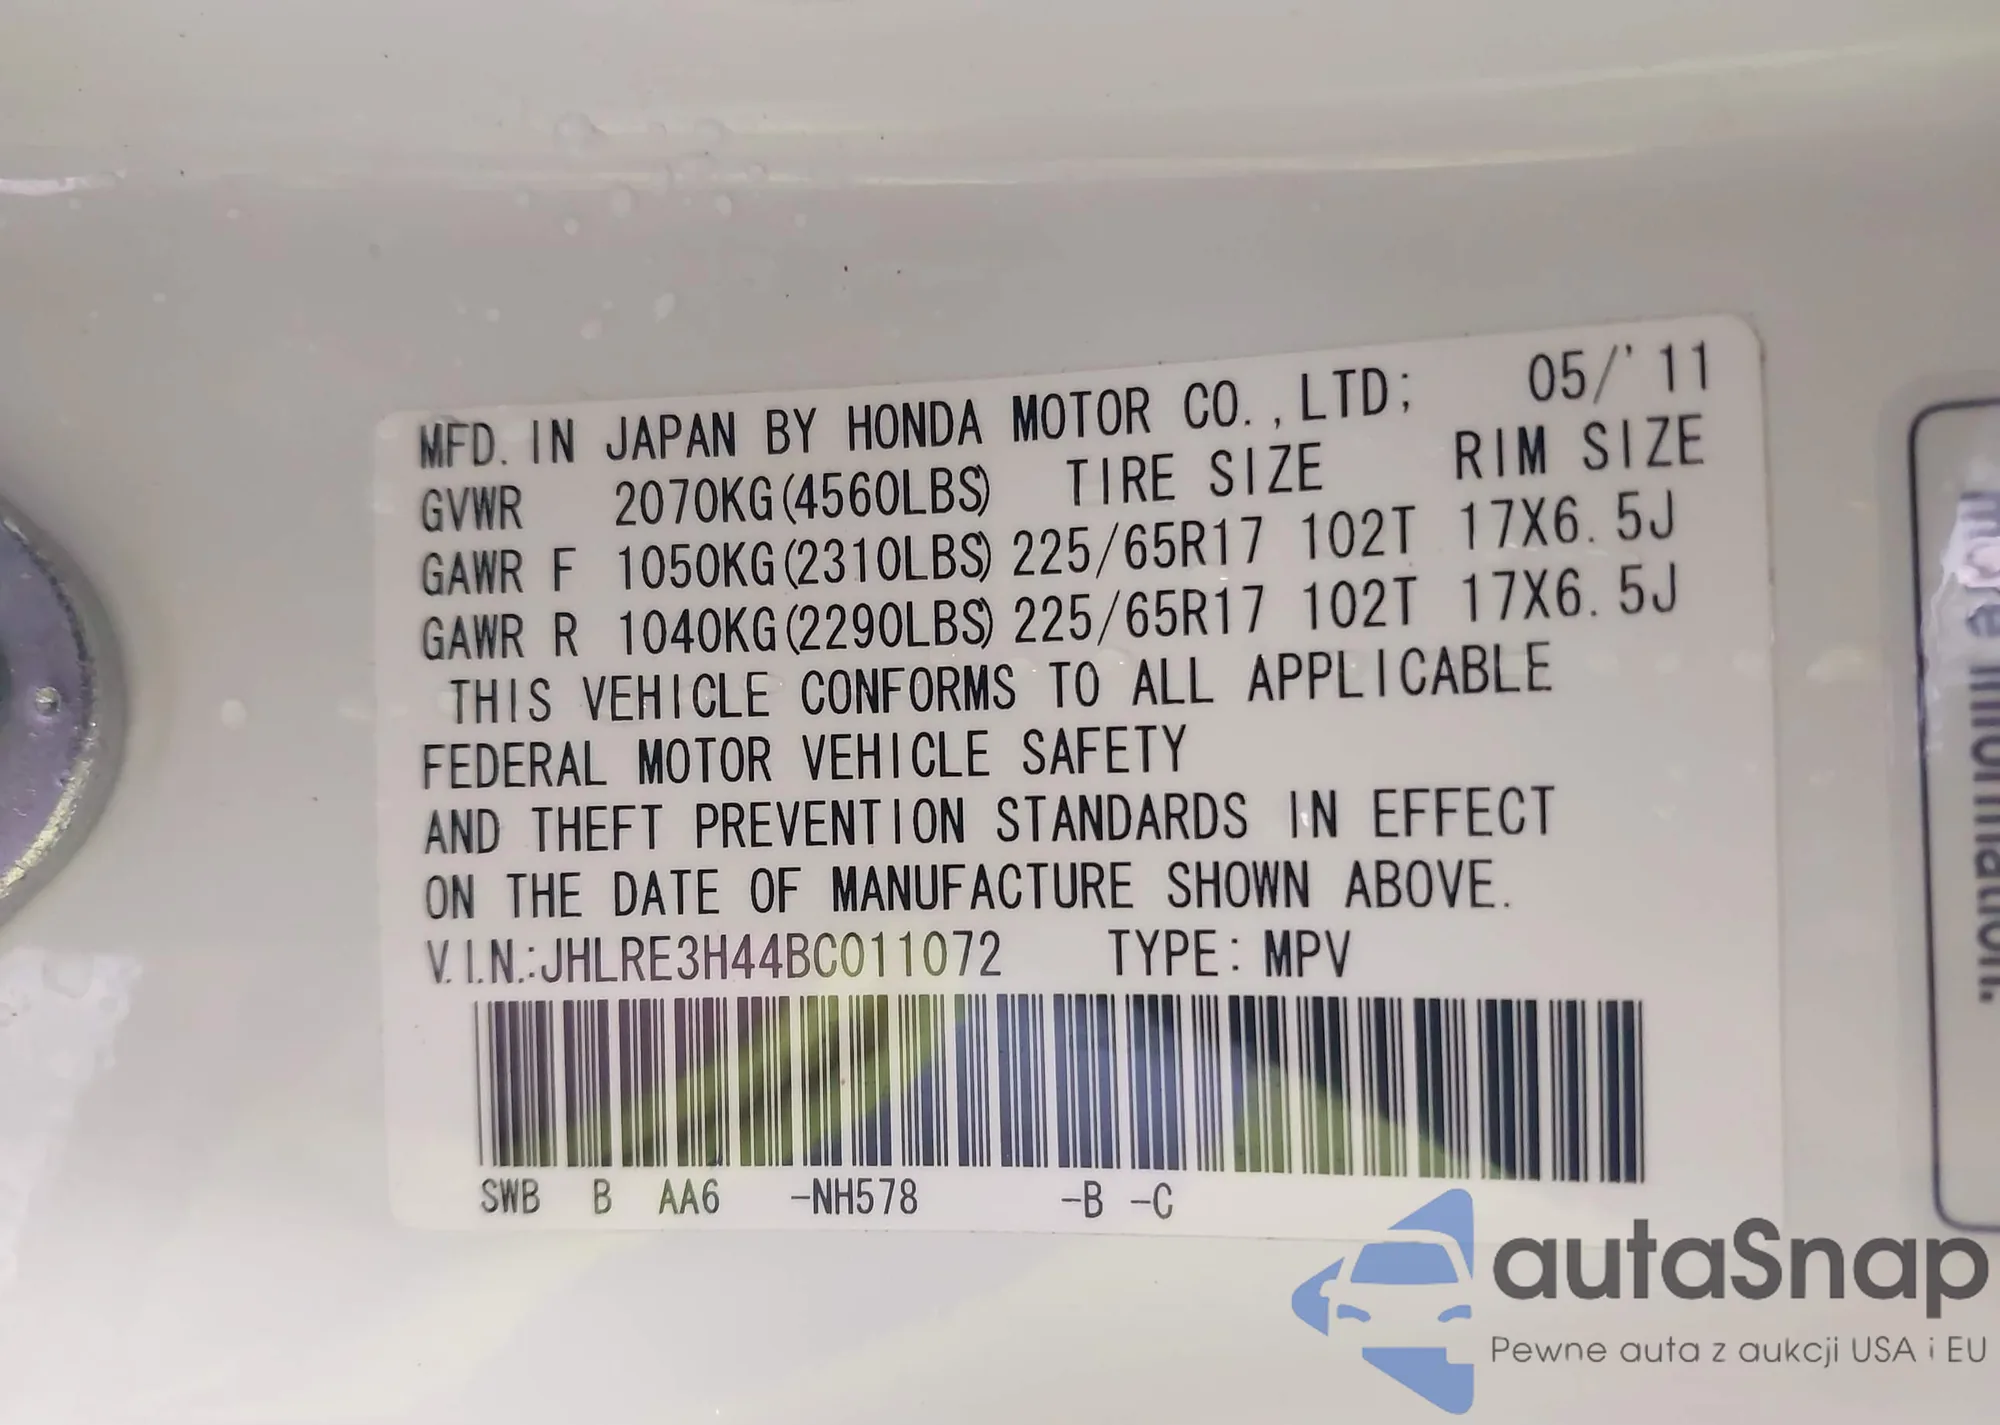 MFD. IN JAPAN BY HONDA MOTOR CO., LTD; 05/'11
GVWR 2070KG(4560LBS) TIRE SIZE RIM SIZE
GAWR F 1050KG(2310LBS) 225/65R17 102T 17X6.5J
GAWR R 1040KG(2290LBS) 225/65R17 102T 17X6.5J
THIS VEHICLE CONFORMS TO ALL APPLICABLE
FEDERAL MOTOR VEHICLE SAFETY
AND THEFT PREVENTION STANDARDS IN EFFECT
ON THE DATE OF MANUFACTURE SHOWN ABOVE.
V.I.N.:JHLRE3H44BC011072 TYPE: MPV
SWB B AA6 -NH578 -B -C
more information.
autaSnap
Pewne auta z aukcji USA i EU